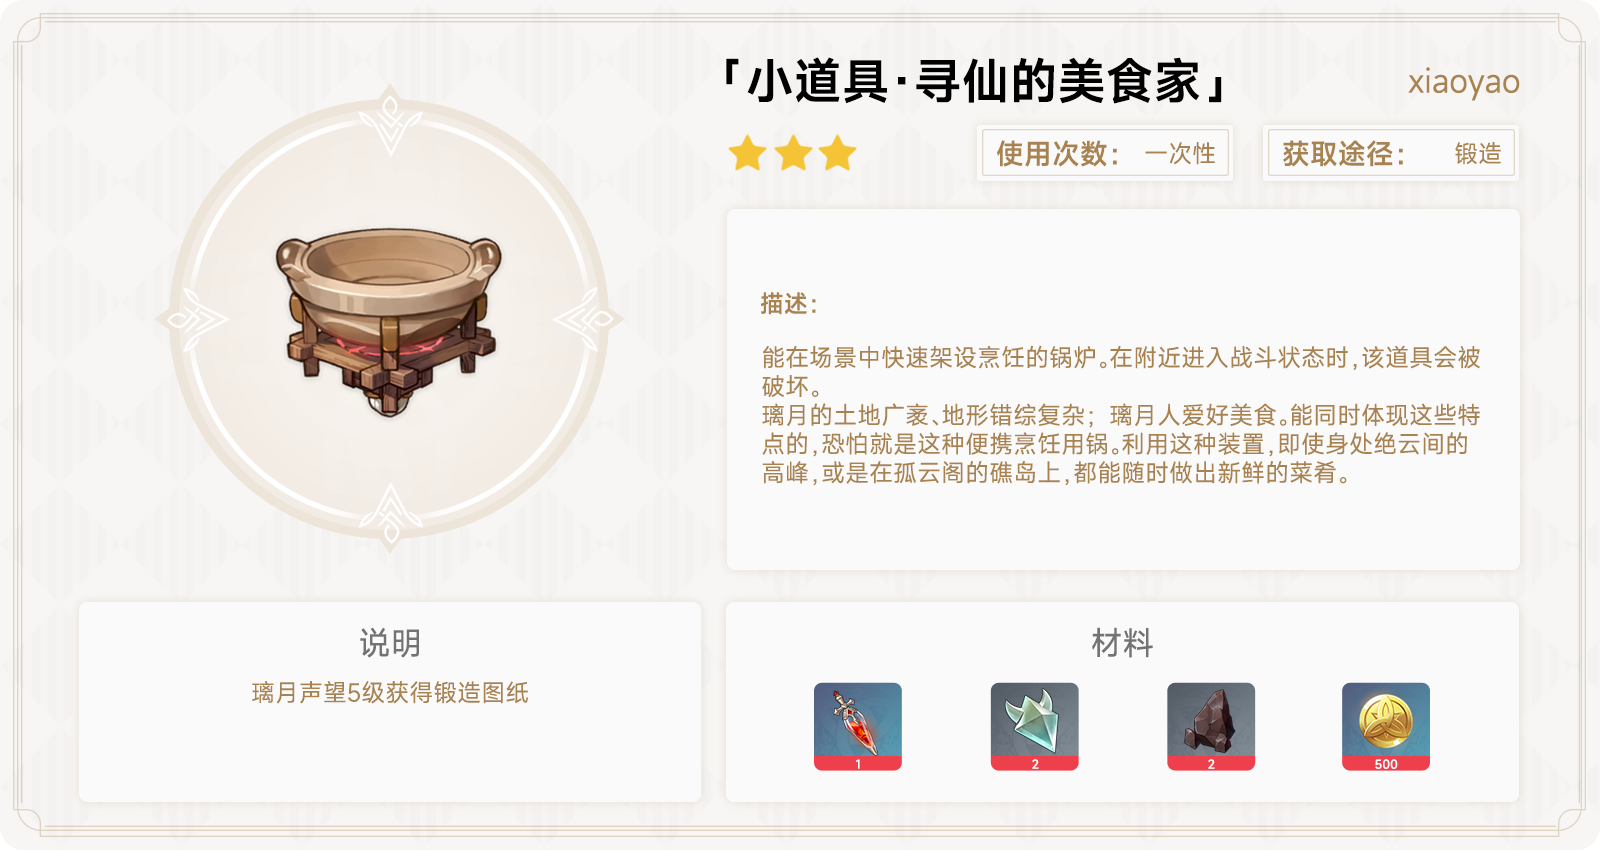 「小道具·寻仙的美食家」
xiaoyao
使用次数： 一次性
获取途径： 锻造
描述：
能在场景中快速架设烹饪的锅炉。在附近进入战斗状态时，该道具会被
破坏。
璃月的土地广袤、地形错综复杂；璃月人爱好美食。能同时体现这些特
点的，恐怕就是这种便携烹饪用锅。利用这种装置，即使身处绝云间的
高峰，或是在孤云阁的礁岛上，都能随时做出新鲜的菜肴。
说明
璃月声望5级获得锻造图纸
材料
1
2
2
500